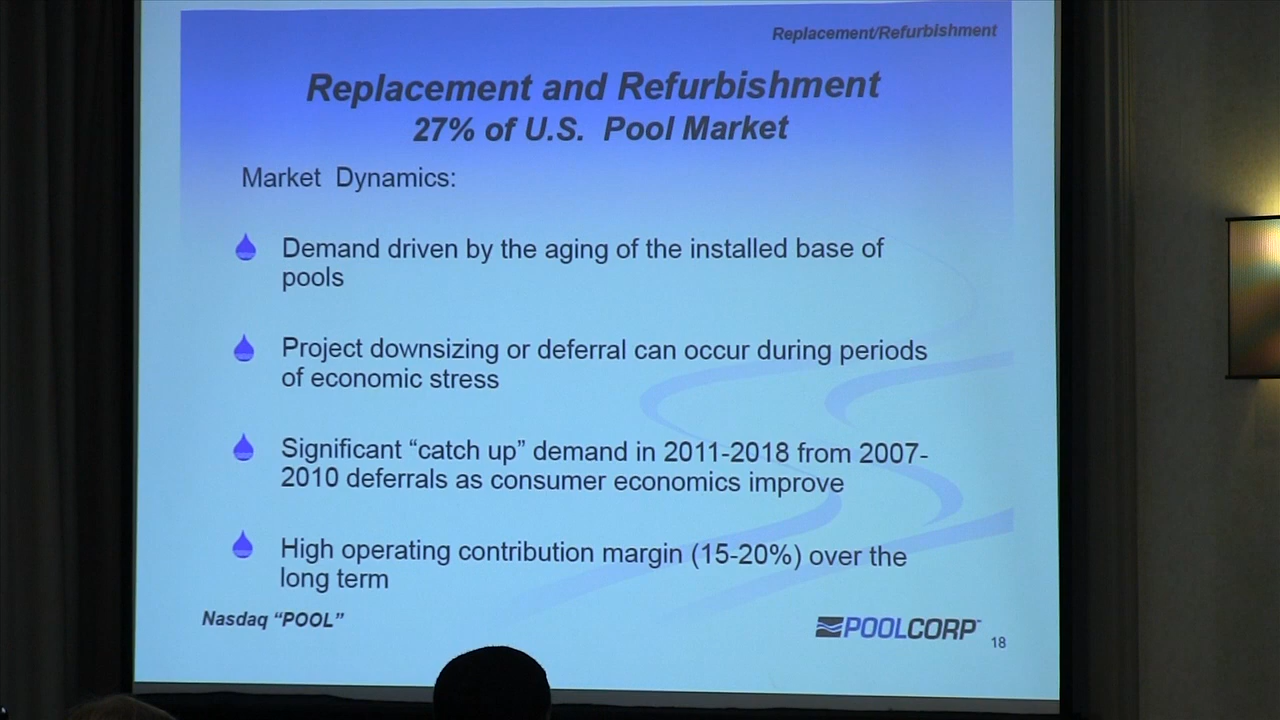 Replacement/Refurbishment
Replacement and Refurbishment
27% of U.S. Pool Market
Market Dynamics:
Demand driven by the aging of the installed base of
pools
Project downsizing or deferral can occur during periods
of economic stress
Significant “catch up” demand in 2011-2018 from 2007-
2010 deferrals as consumer economics improve
High operating contribution margin (15-20%) over the
long term
Nasdaq “POOL”
POOLCORP
18